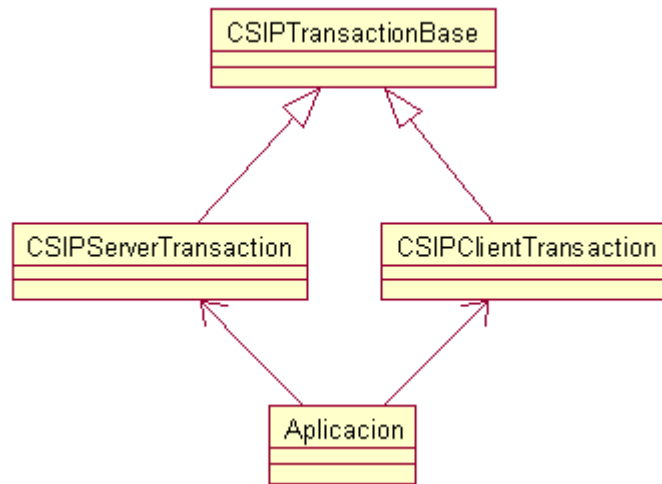 CSIPTransactionBase
CSIPServerTransaction
CSIPClientTransaction
Aplicacion